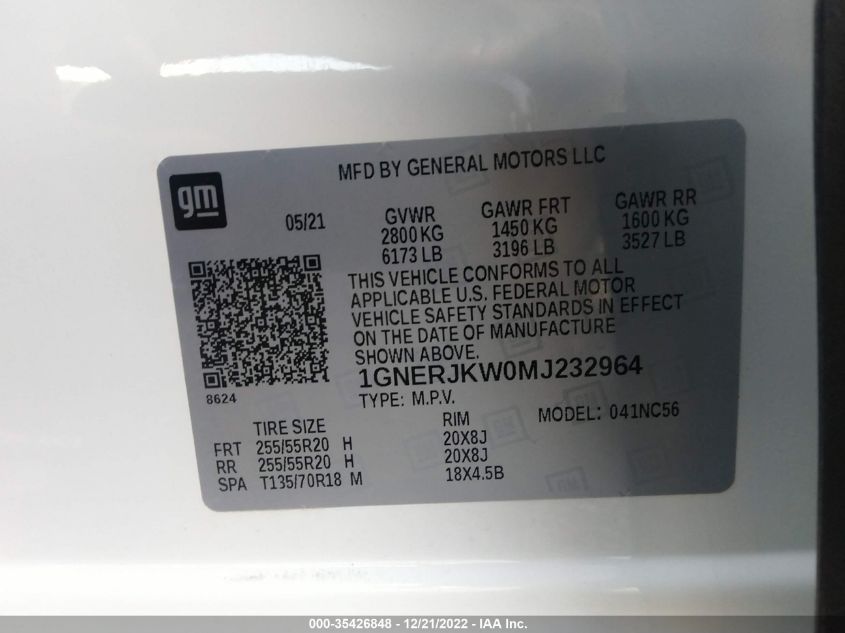 MFD BY GENERAL MOTORS LLC
gm
05/21
GVWR GAWR FRT GAWR RR
2800 KG 1450 KG 1600 KG
6173 LB 3196 LB 3527 LB
THIS VEHICLE CONFORMS TO ALL
APPLICABLE U.S. FEDERAL MOTOR
VEHICLE SAFETY STANDARDS IN EFFECT
ON THE DATE OF MANUFACTURE
SHOWN ABOVE.
8624
1GNERJKW0MJ232964
TYPE: M.P.V. MODEL: 041NC56
TIRE SIZE RIM
FRT 255/55R20 H 20X8J
RR 255/55R20 H 20X8J
SPA T135/70R18 M 18X4.5B
000-35426848 - 12/21/2022 - IAA Inc.